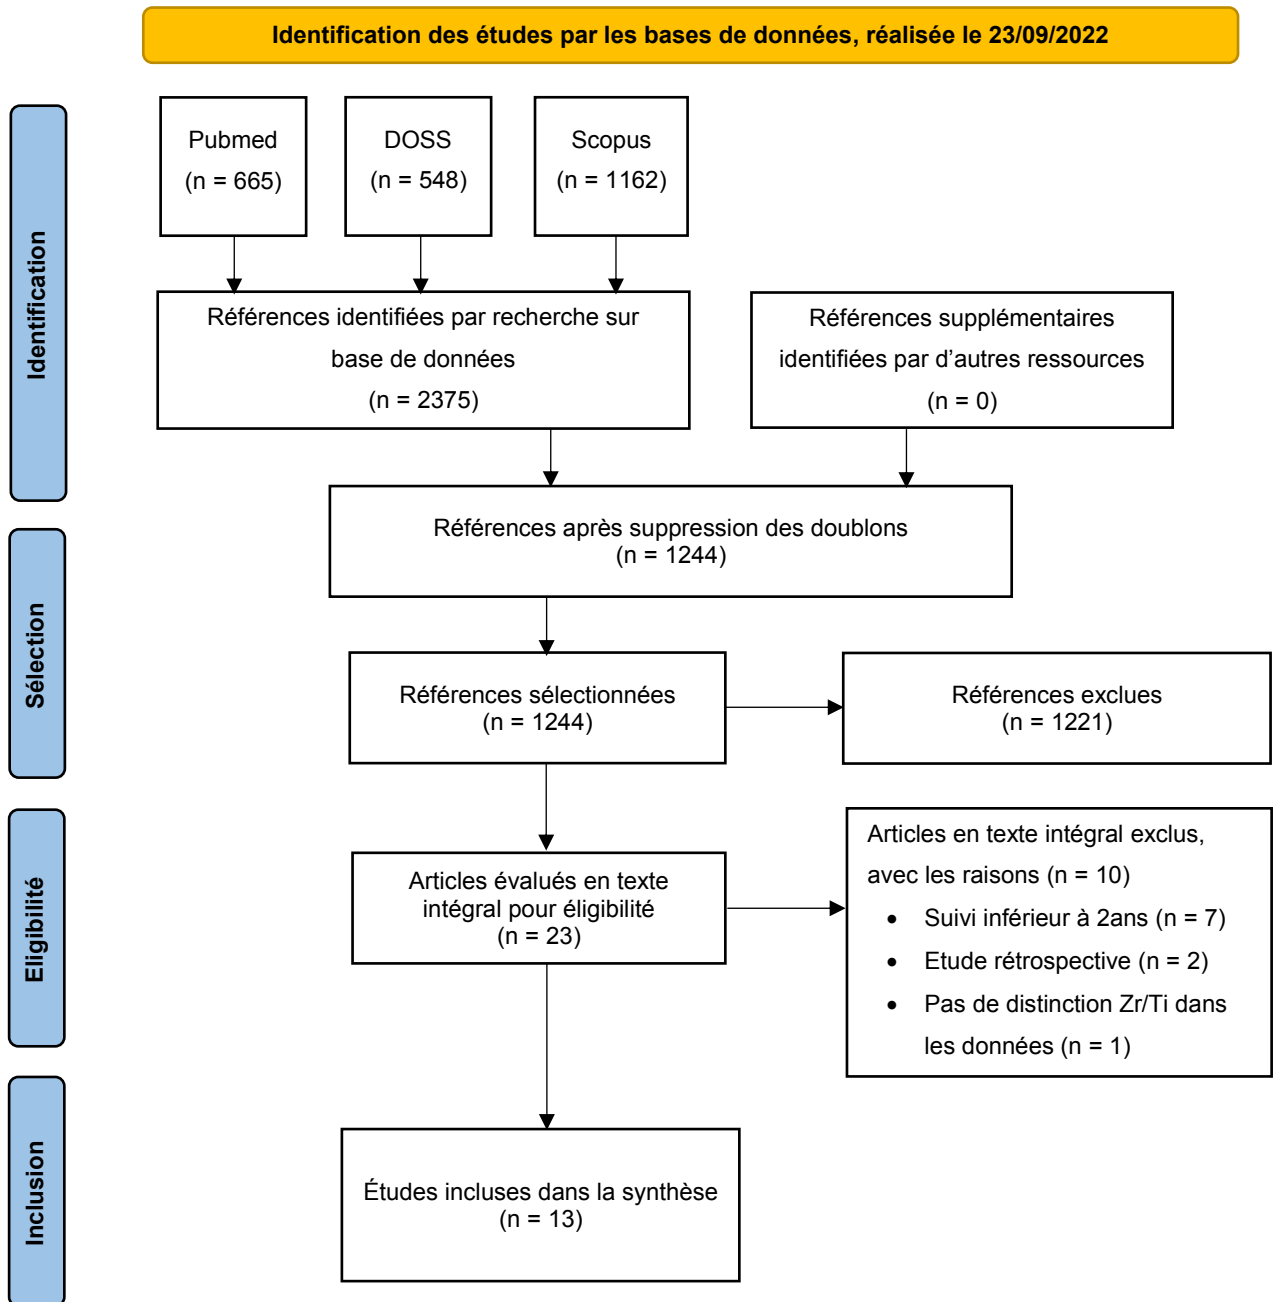 Identification des études par les bases de données, réalisée le 23/09/2022
Identification
Pubmed
(n = 665)
DOSS
(n = 548)
Scopus
(n = 1162)
Références identifiées par recherche sur
base de données
(n = 2375)
Références supplémentaires
identifiées par d'autres ressources
(n = 0)
Références après suppression des doublons
(n = 1244)
Sélection
Références sélectionnées
(n = 1244)
Références exclues
(n = 1221)
Eligibilité
Articles évalués en texte
intégral pour éligibilité
(n = 23)
Articles en texte intégral exclus,
avec les raisons (n = 10)
• Suivi inférieur à 2ans (n = 7)
• Etude rétrospective (n = 2)
• Pas de distinction Zr/Ti dans
les données (n = 1)
Inclusion
Études incluses dans la synthèse
(n = 13)